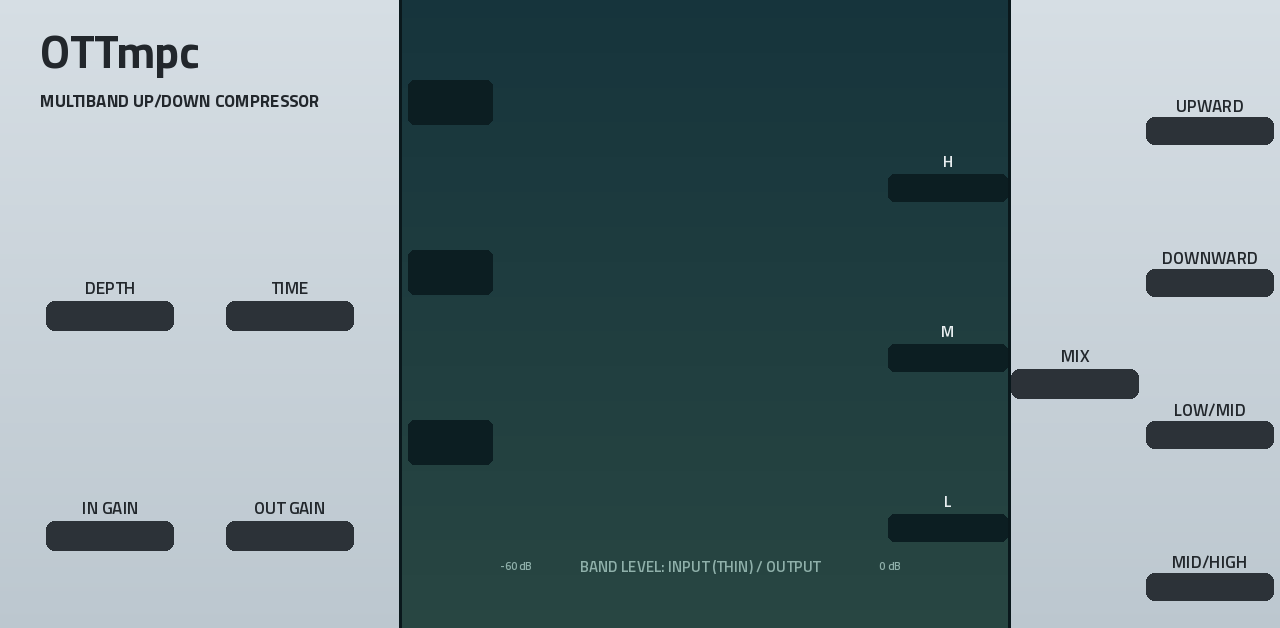 OTTmpc
MULTIBAND UP/DOWN COMPRESSOR
DEPTH
TIME
IN GAIN
OUT GAIN
H
M
L
-60 dB
BAND LEVEL: INPUT (THIN) / OUTPUT
0 dB
MIX
UPWARD
DOWNWARD
LOW/MID
MID/HIGH